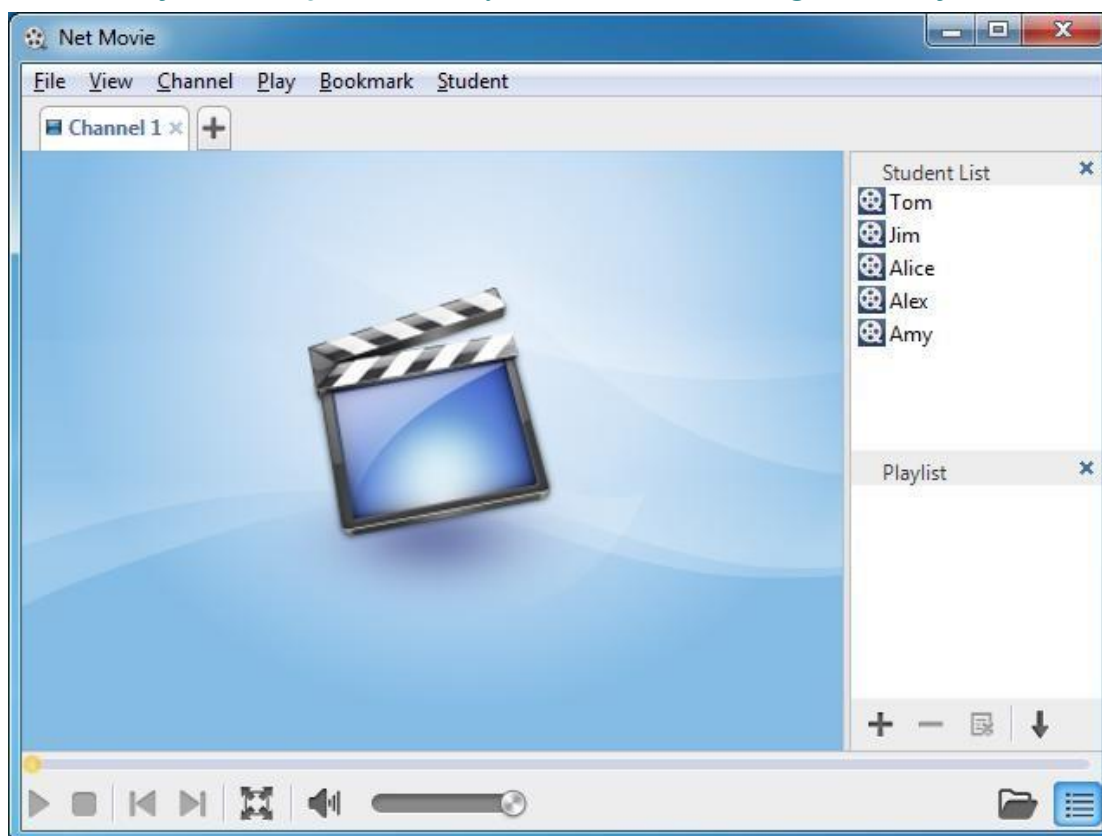 Net Movie
File View Channel Play Bookmark Student
Channel 1
Student List
Tom
Jim
Alice
Alex
Amy
Playlist